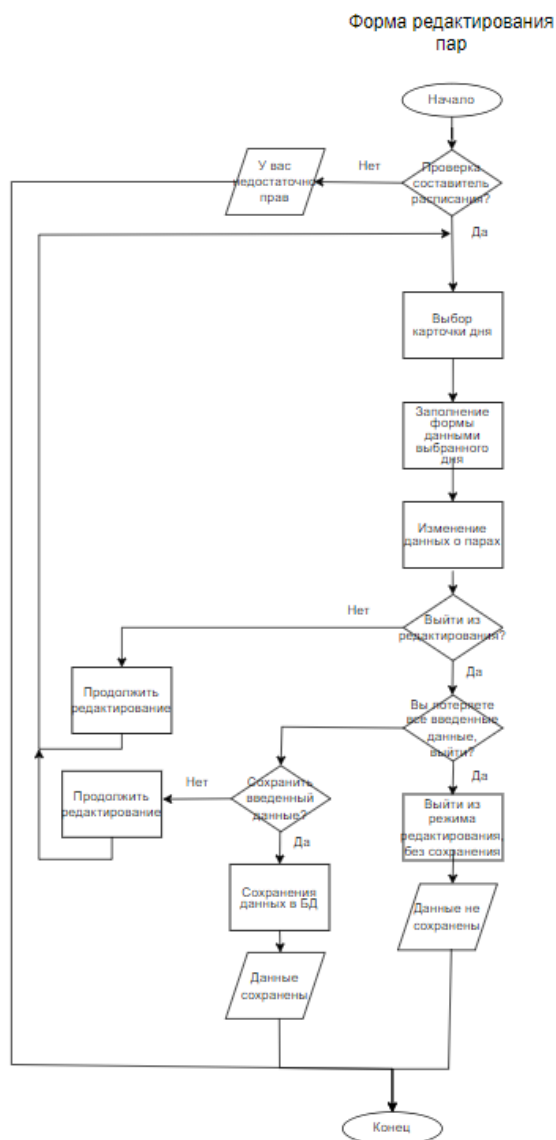 Форма редактирования
пар
Начало
Нет
У вас
недостаточно
прав
Проверка
составитель
расписания?
Да
Выбор
карточки дня
Заполнение
формы
данными
выбранного
дня
Изменение
данных о парах
Нет
Выйти из
редактирования?
Да
Продолжить
редактирование
Вы потеряете
все введенные
данные,
выйти?
Да
Нет
Сохранить
введенный
данные?
Продолжить
редактирование
Выйти из
режима
редактирования,
без сохранения
Да
Сохранения
данных в БД
Данные не
сохранены
Данные
сохранены
Конец